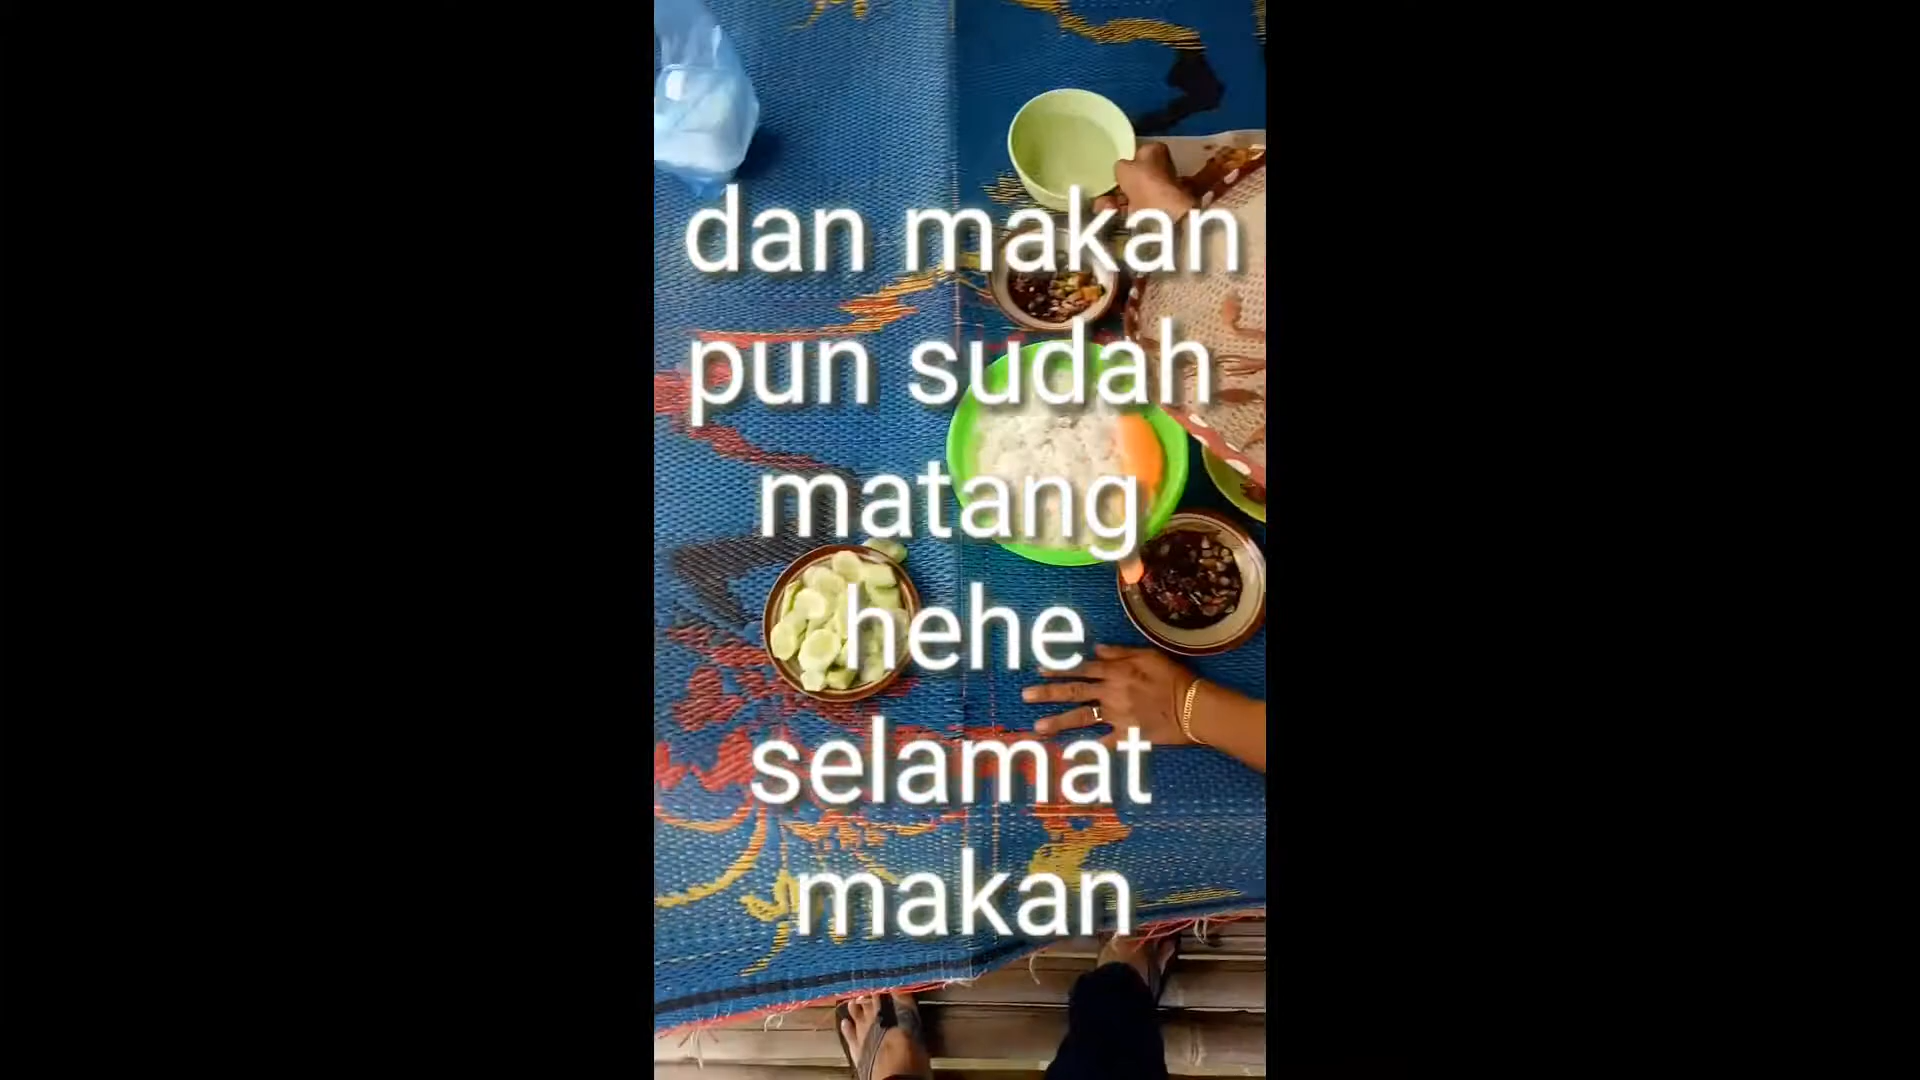 dan makan
pun sudah
matang
hehe
selamat
makan